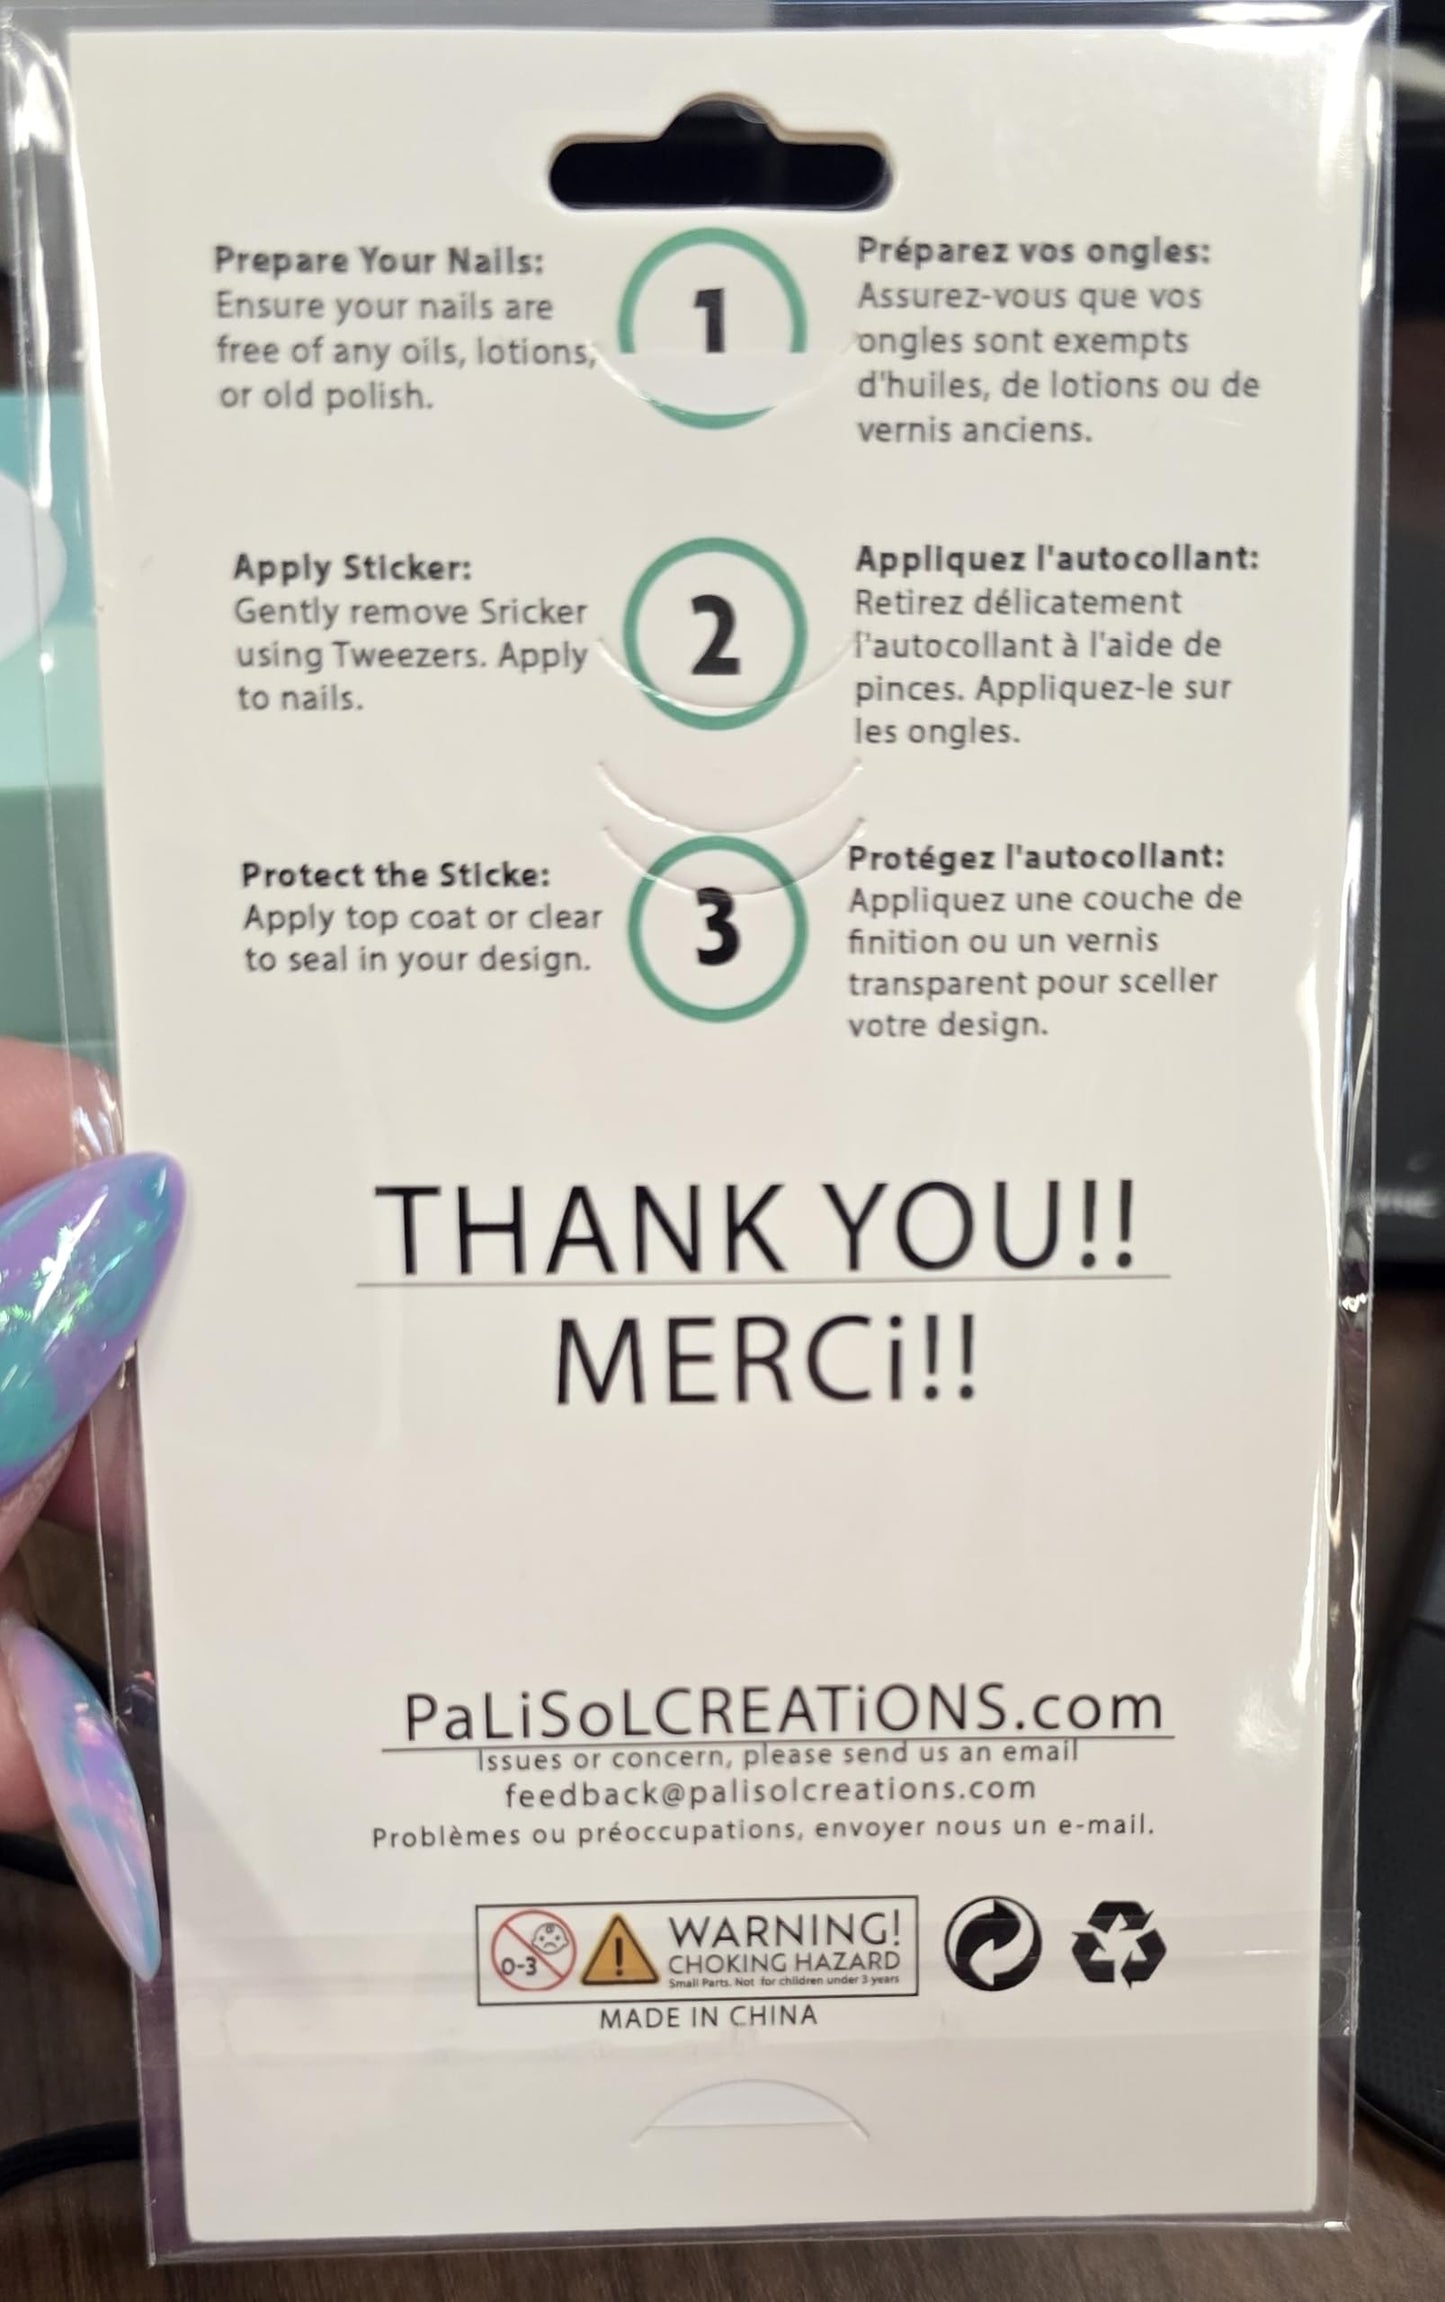 Prepare Your Nails:
Ensure your nails are
free of any oils, lotions,
or old polish.
1
Préparez vos ongles:
Assurez-vous que vos
ongles sont exempts
d'huiles, de lotions ou de
vernis anciens.
Apply Sticker:
Gently remove Sricker
using Tweezers. Apply
to nails.
2
Appliquez l'autocollant:
Retirez délicatement
l'autocollant à l'aide de
pinces. Appliquez-le sur
les ongles.
Protect the Sticke:
Apply top coat or clear
to seal in your design.
3
Protégez l'autocollant:
Appliquez une couche de
finition ou un vernis
transparent pour sceller
votre design.
THANK YOU!!
MERCi!!
PaLiSoLCREATiONS.com
Issues or concern, please send us an email
feedback@palisolcreations.com
Problèmes ou préoccupations, envoyer nous un e-mail.
0-3
WARNING!
CHOKING HAZARD
Small Parts. Not for children under 3 years
MADE IN CHINA